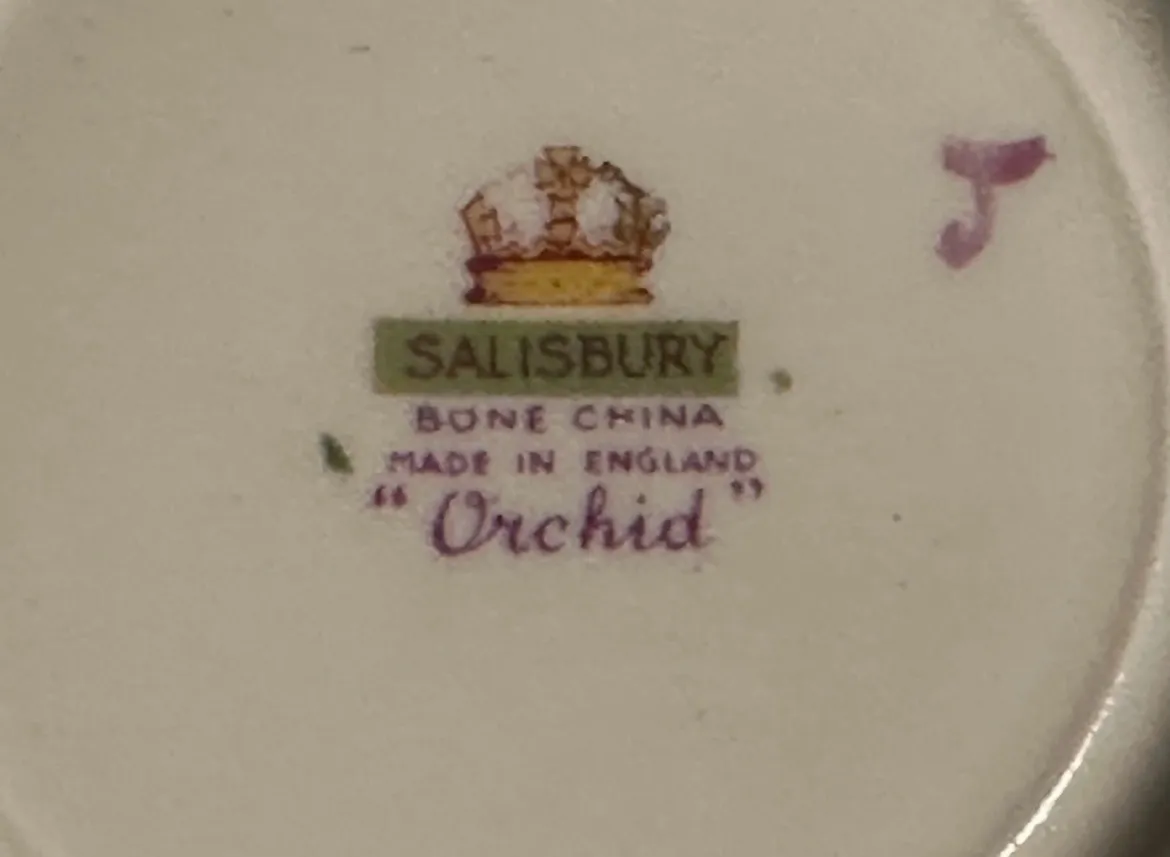 J
SALISBURY
BONE CHINA
MADE IN ENGLAND
“Orchid”